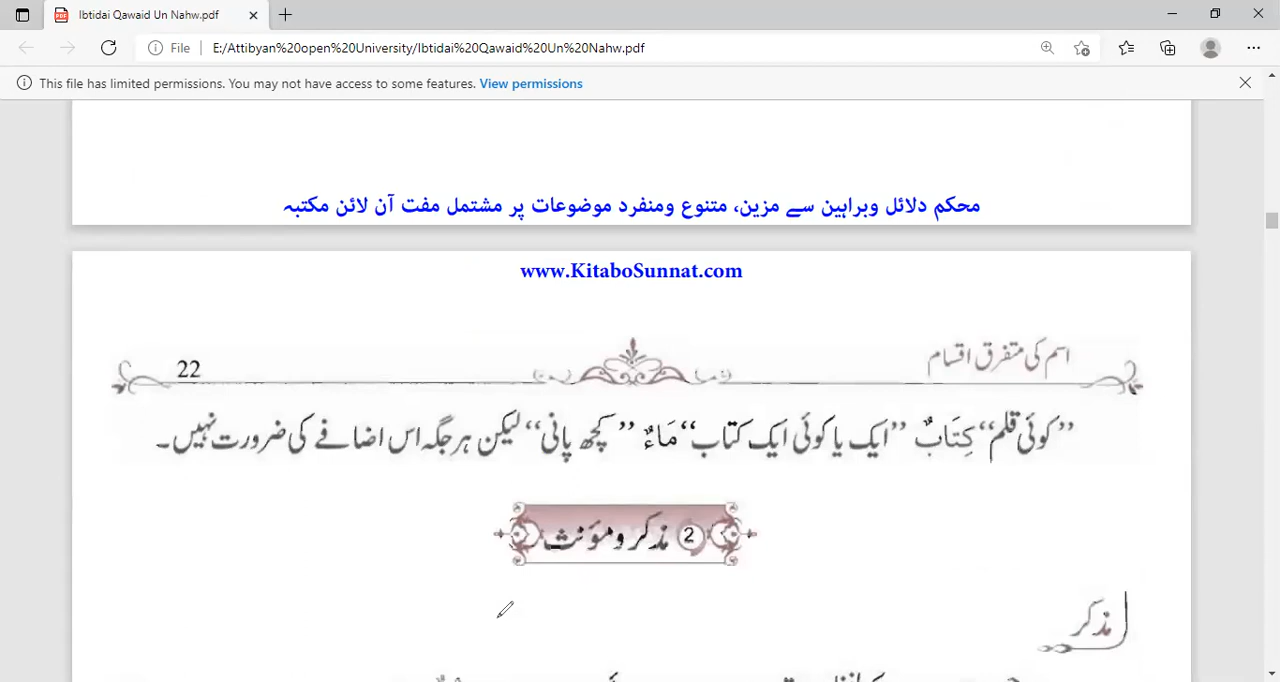 Ibtidai Qawaid Un Nahw.pdf
File E:/Attibyan%20open%20University/Ibtidai%20Qawaid%20Un%20Nahw.pdf
This file has limited permissions. You may not have access to some features. View permissions
محکم دلائل وبراہین سے مزین، متنوع ومنفرد موضوعات پر مشتمل مفت آن لائن مکتبہ
www.KitaboSunnat.com
اسم کی متفرق اقسام 22
”کوئی قلم“ كِتَابٌ ”ایک یا کوئی ایک کتاب“ مَاءٌ ”کچھ پانی“ لیکن ہر جگہ اس اضافے کی ضرورت نہیں۔
2 مذکر ومؤنث
مذکر